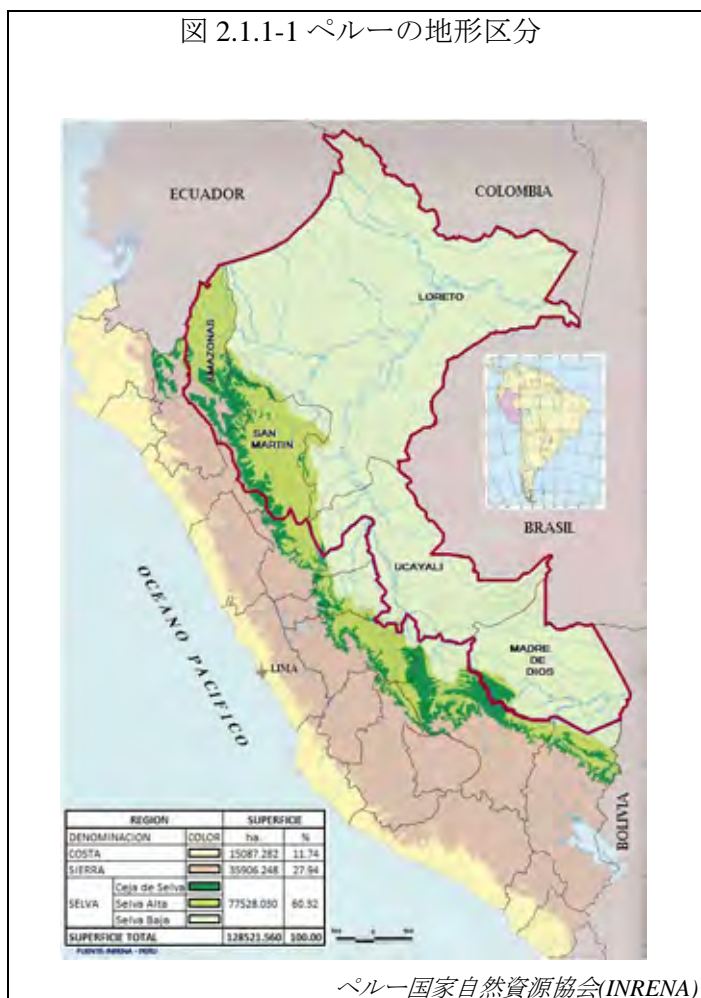 図 2.1.1-1 ペルーの地形区分
ECUADOR
COLOMBIA
LORETO
AMAZONAS
SAN
MARTIN
BRASIL
UCAYALI
OCEANO PACIFICO
MADRE
DE
DIOS
LIMA
BOLIVIA
REGION SUPERFICIE
DENOMINACION COLOR ha. %
COSTA 15087.282 11.74
SIERRA 35906.248 27.94
SELVA
Ceja de Selva
Selva Alta 77528.030 60.32
Selva Baja
SUPERFICIE TOTAL 128521.560 100.00
FUENTE: INRENA - PERU
ペルー国家自然資源協会(INRENA)